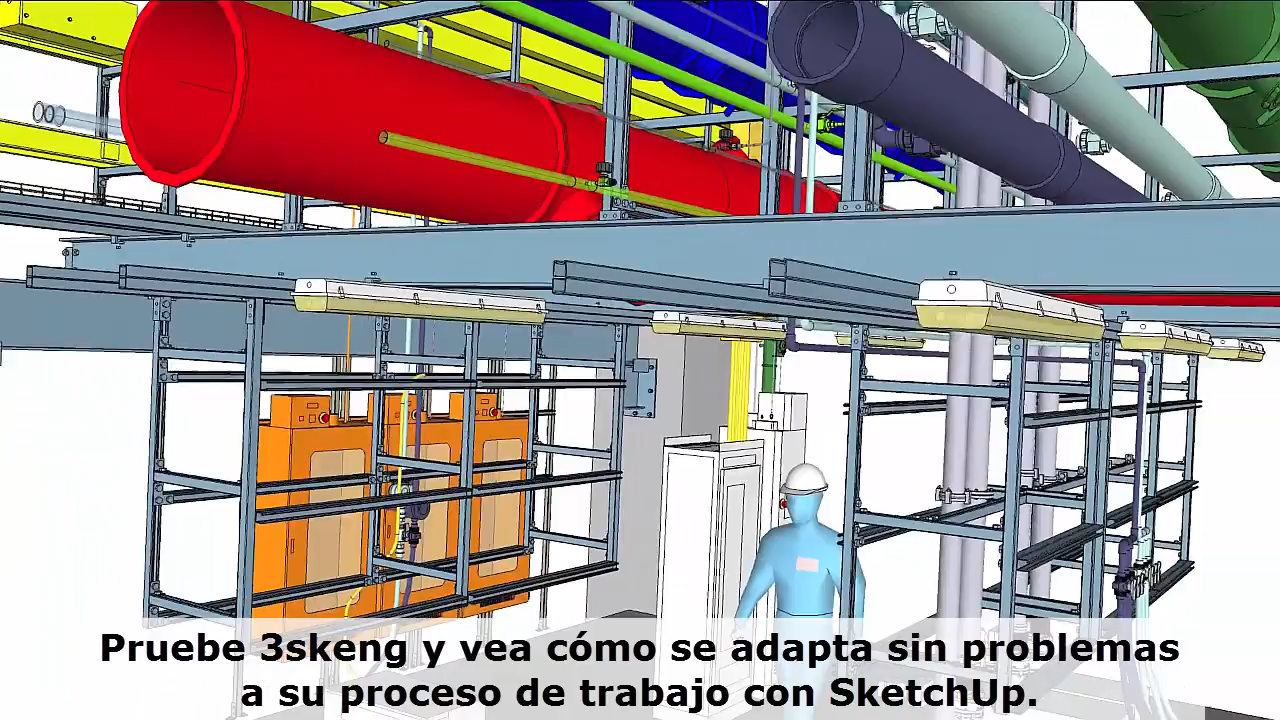 Pruebe 3skeng y vea cómo se adapta sin problemas
a su proceso de trabajo con SketchUp.